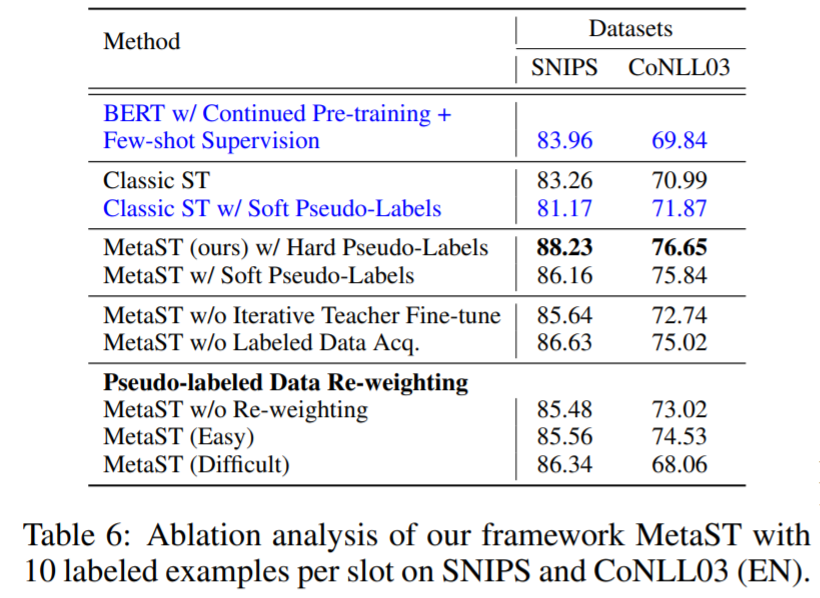 Method Datasets
SNIPS CoNLL03
BERT w/ Continued Pre-training +
Few-shot Supervision 83.96 69.84
Classic ST 83.26 70.99
Classic ST w/ Soft Pseudo-Labels 81.17 71.87
MetaST (ours) w/ Hard Pseudo-Labels 88.23 76.65
MetaST w/ Soft Pseudo-Labels 86.16 75.84
MetaST w/o Iterative Teacher Fine-tune 85.64 72.74
MetaST w/o Labeled Data Acq. 86.63 75.02
Pseudo-labeled Data Re-weighting
MetaST w/o Re-weighting 85.48 73.02
MetaST (Easy) 85.56 74.53
MetaST (Difficult) 86.34 68.06
Table 6: Ablation analysis of our framework MetaST with
10 labeled examples per slot on SNIPS and CoNLL03 (EN).